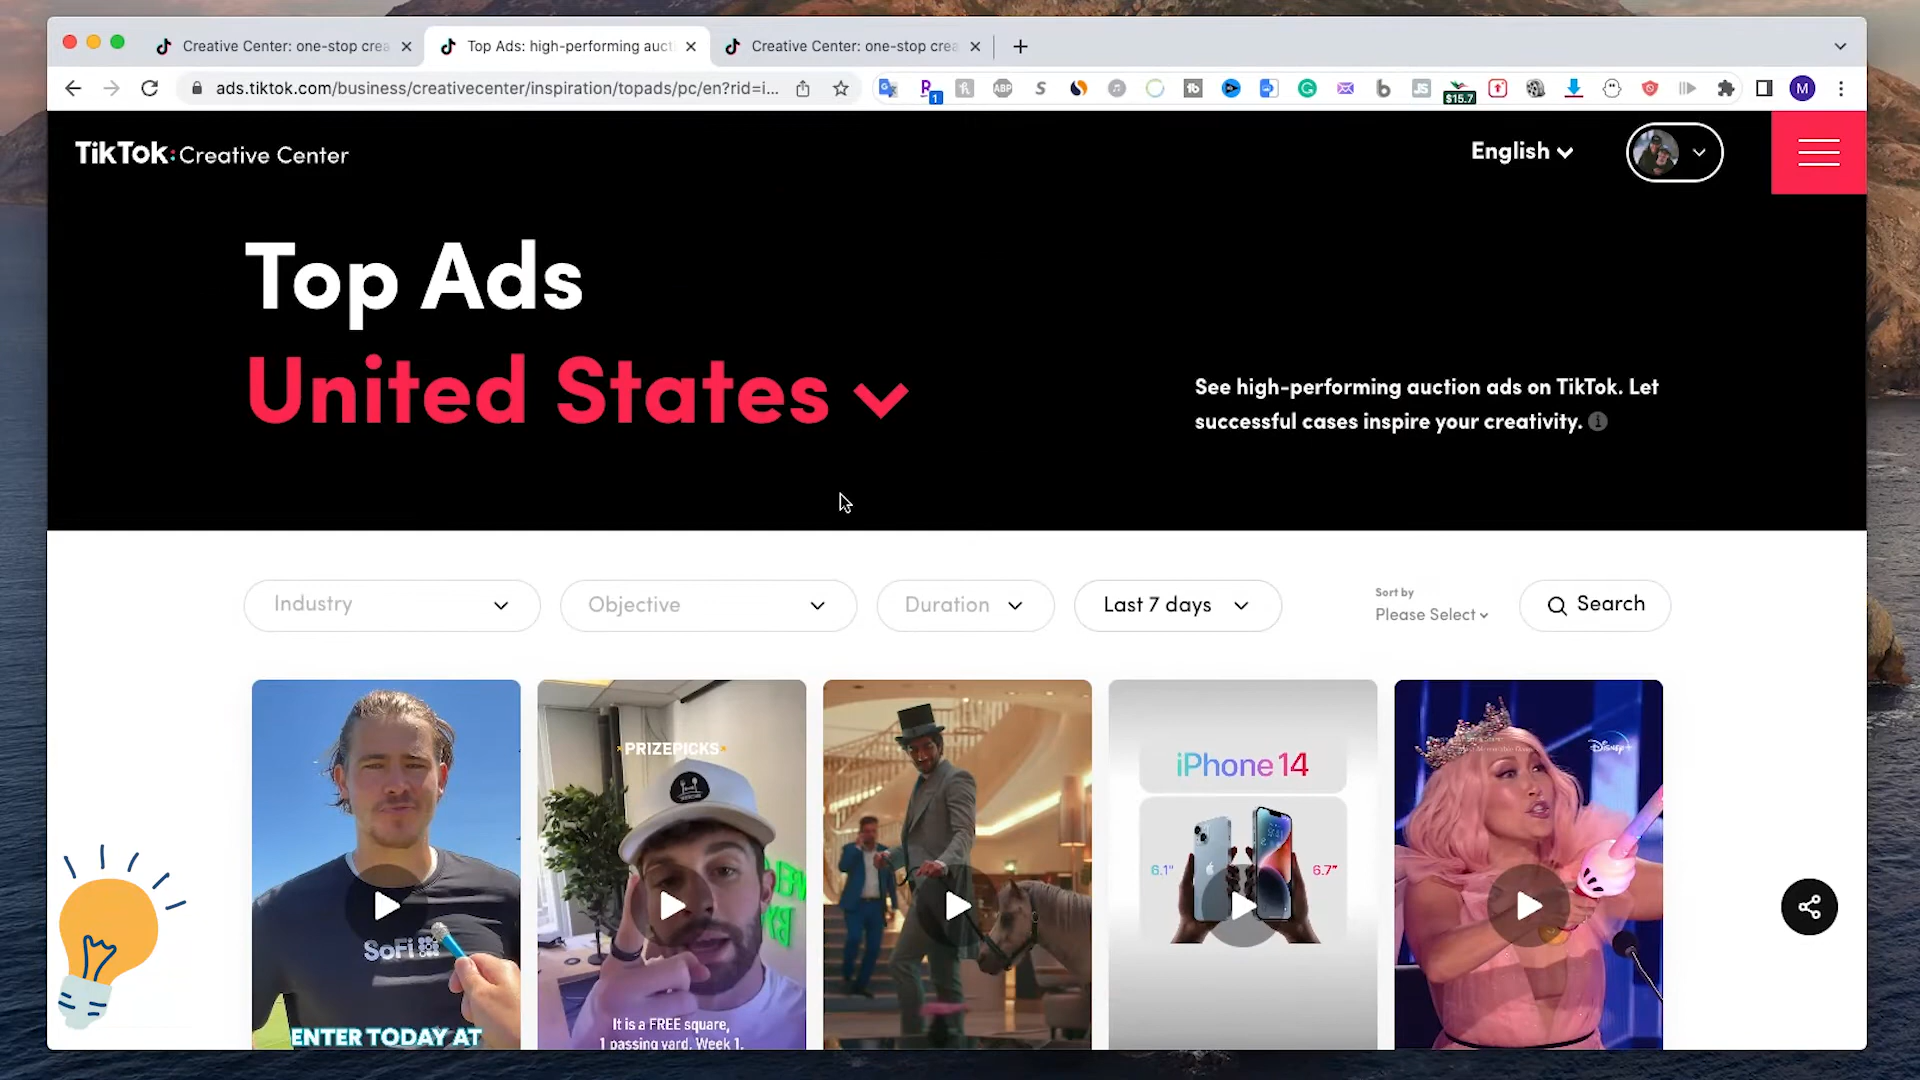 Creative Center: one-stop crea
Top Ads: high-performing auct
Creative Center: one-stop crea
ads.tiktok.com/business/creativecenter/inspiration/topads/pc/en?rid=i...
1
ABP
S
b
JS
$15.7
M
TikTok: Creative Center
English
Top Ads
United States
See high-performing auction ads on TikTok. Let
successful cases inspire your creativity.
Industry
Objective
Duration
Last 7 days
Sort by
Please Select
Search
SoFi
ENTER TODAY AT
PRIZEPICKS
It is a FREE square,
1 passing yard. Week 1.
iPhone 14
6.1"
6.7"
Disney+